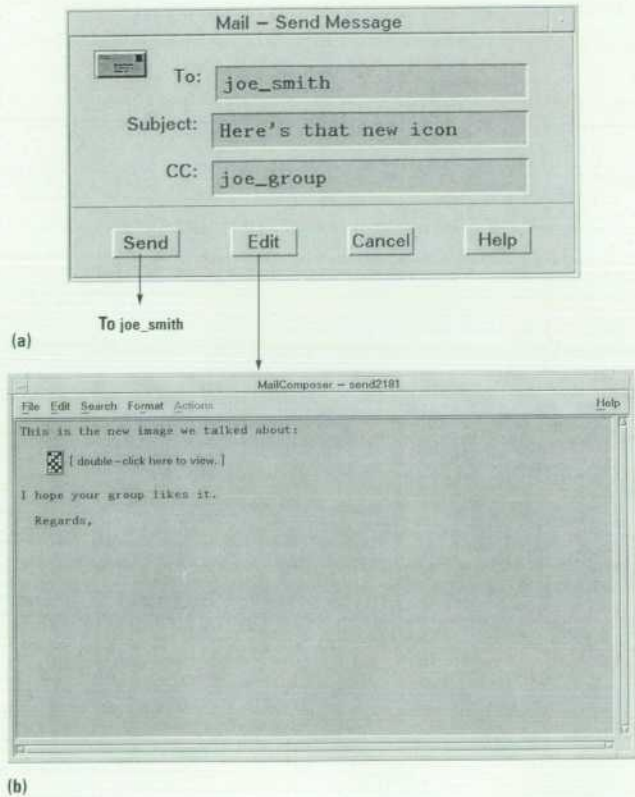 Mail – Send Message
To: joe_smith
Subject: Here's that new icon
CC: joe_group
Send Edit Cancel Help
To joe_smith
(a)
MailComposer – send2181
File Edit Search Format Actions Help
This is the new image we talked about:
[ double–click here to view. ]
I hope your group likes it.
Regards,
(b)